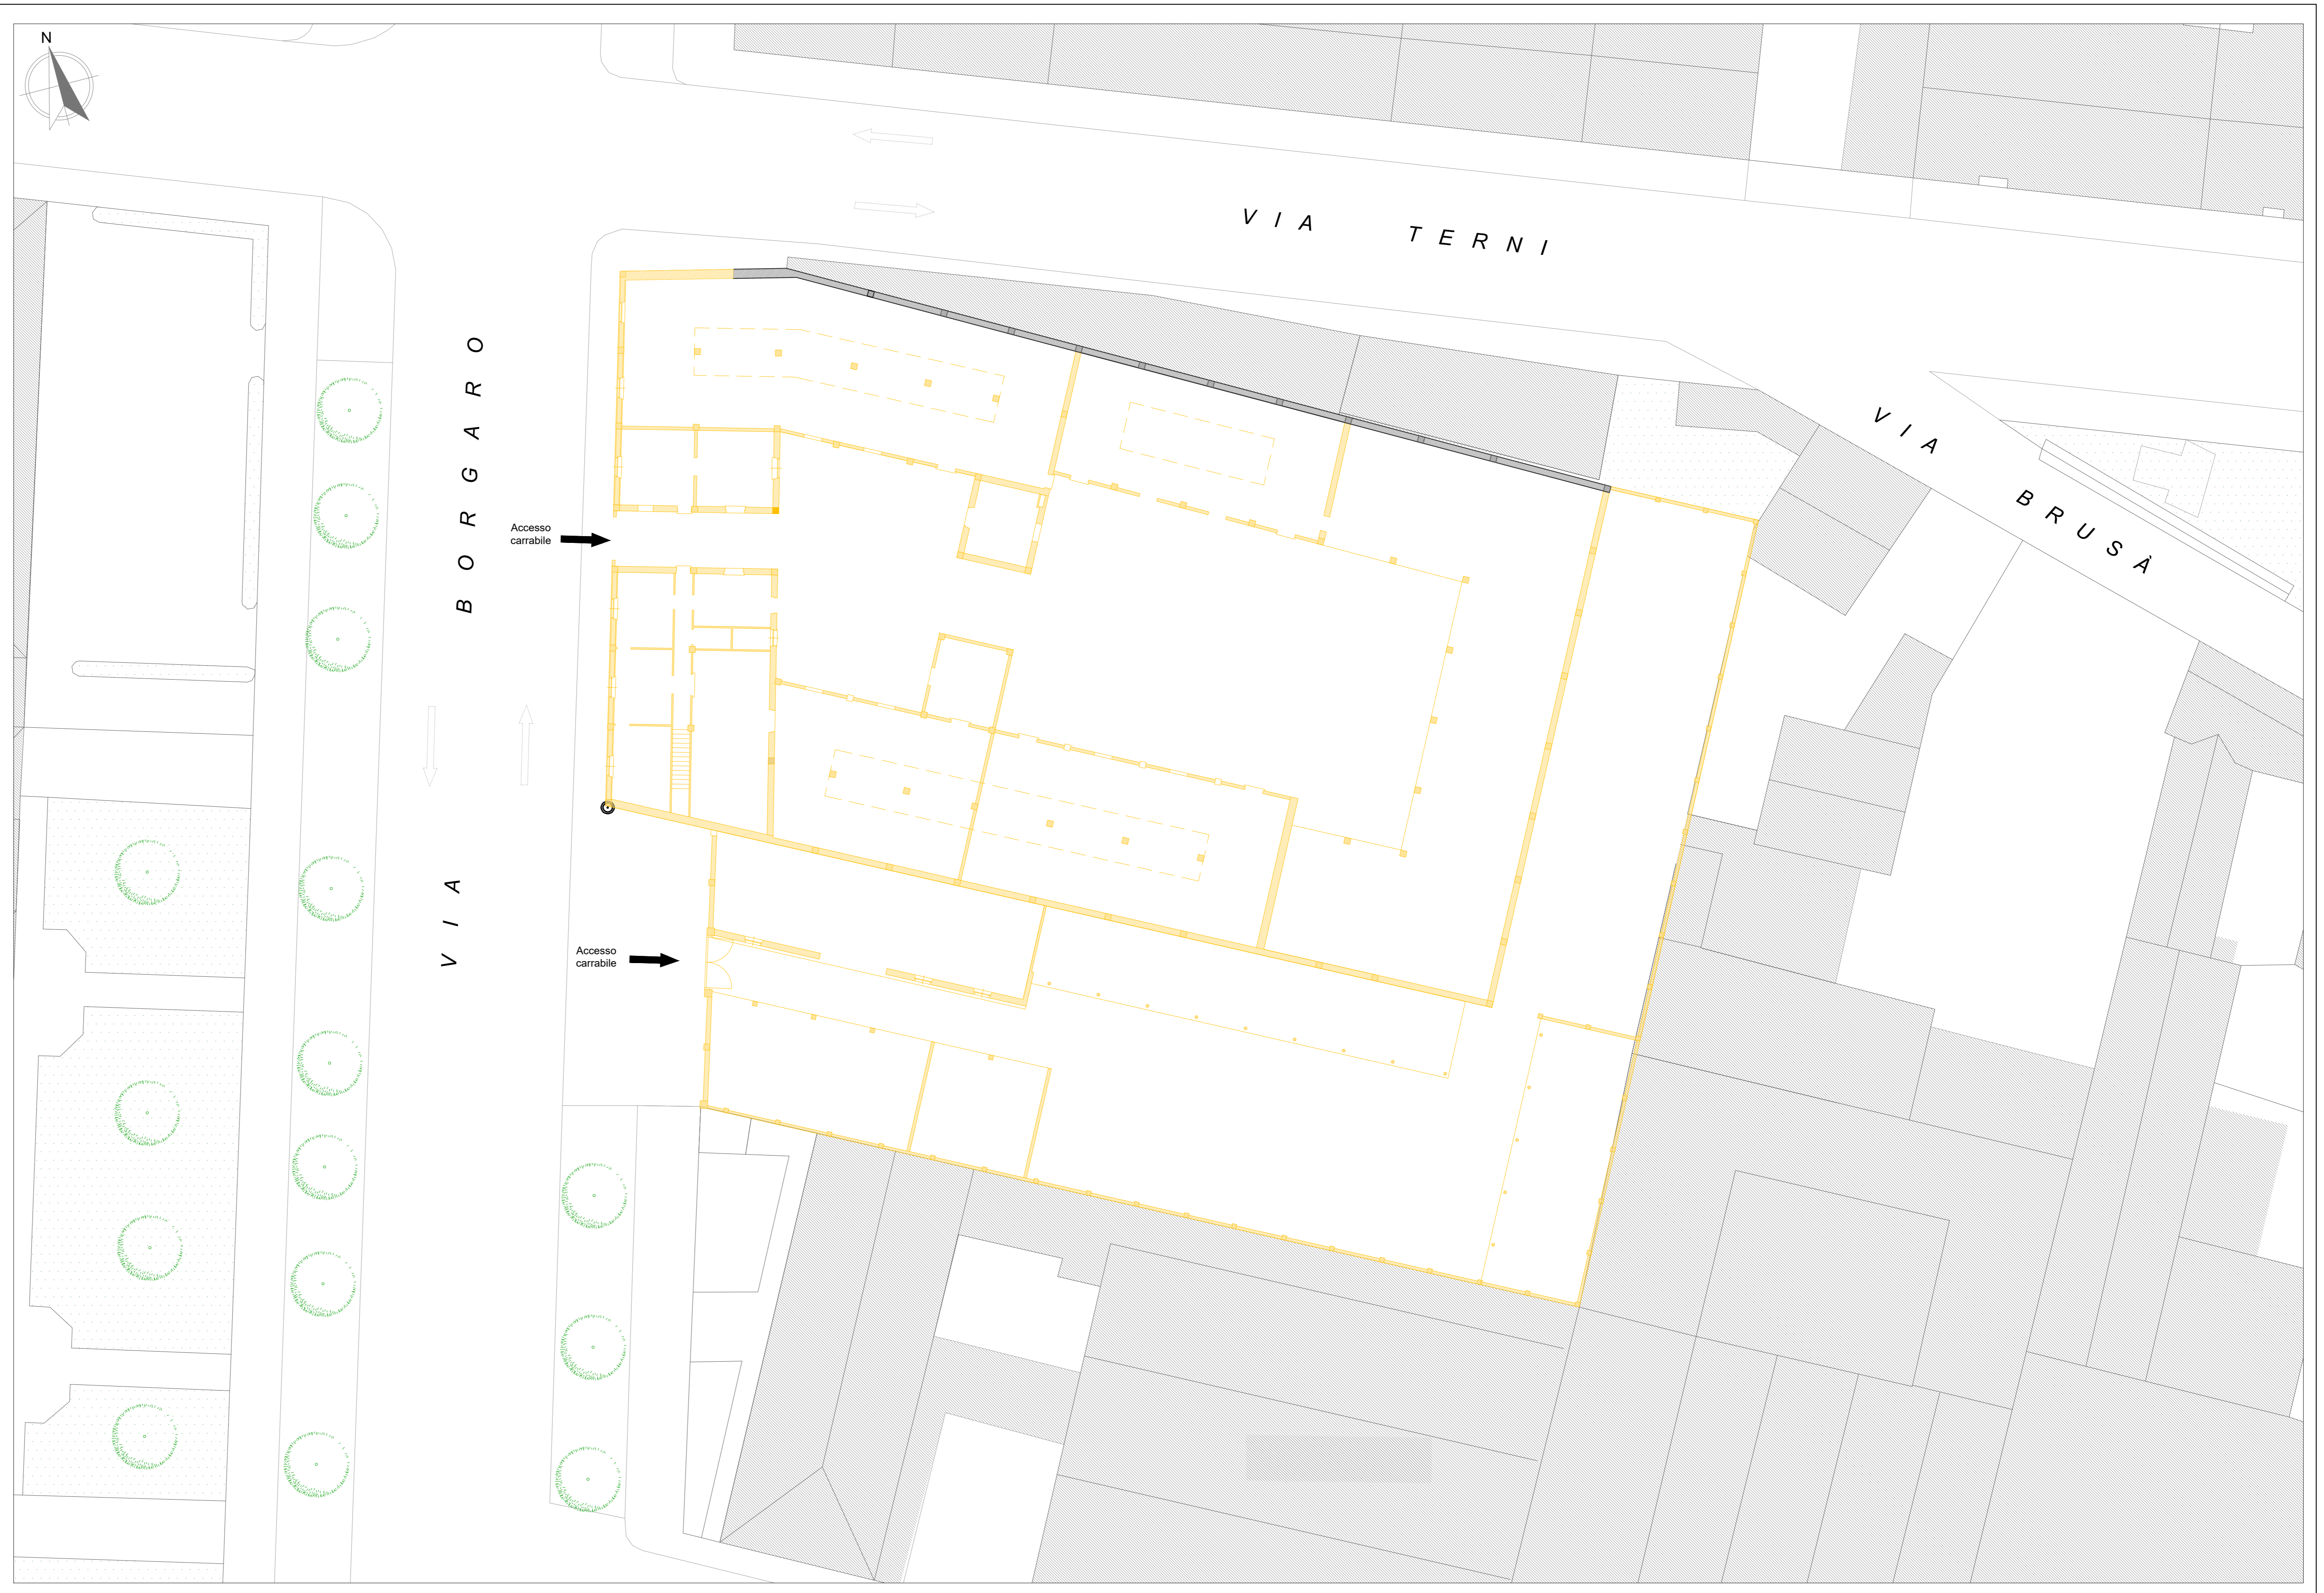 N
VIA TERNI
VIA BRUSÀ
VIA BORGARO
Accesso
carrabile
Accesso
carrabile